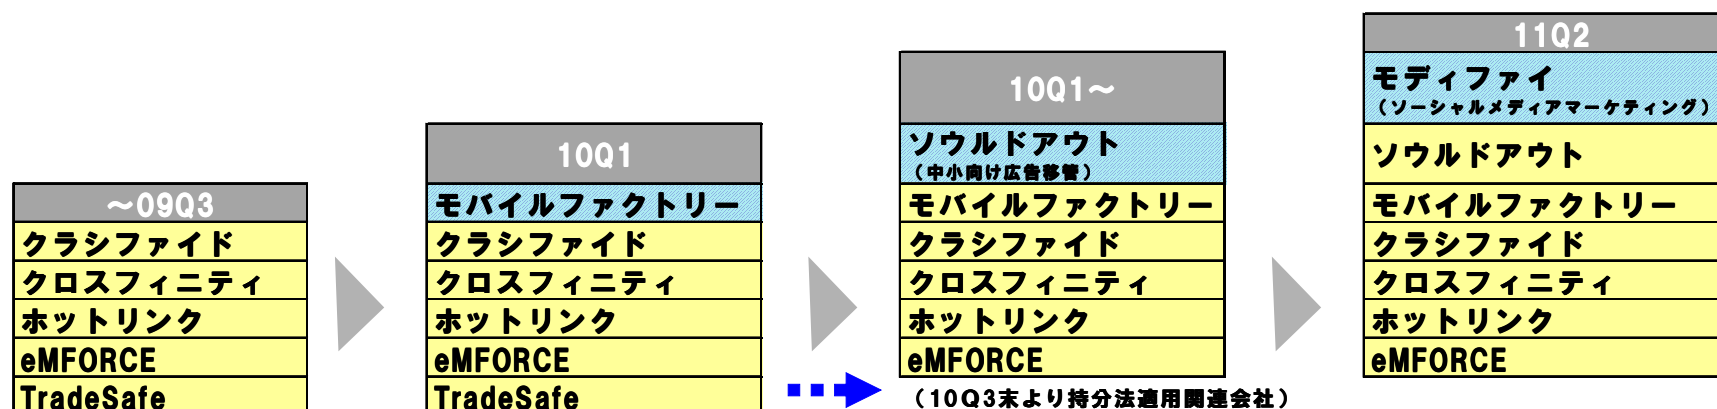 ～09Q3
クラシファイド
クロスフィニティ
ホットリンク
eMFORCE
TradeSafe
10Q1
モバイルファクトリー
クラシファイド
クロスフィニティ
ホットリンク
eMFORCE
TradeSafe
10Q1～
ソウルドアウト
（中小向け広告移管）
モバイルファクトリー
クラシファイド
クロスフィニティ
ホットリンク
eMFORCE
（10Q3末より持分法適用関連会社）
11Q2
モディファイ
（ソーシャルメディアマーケティング）
ソウルドアウト
モバイルファクトリー
クラシファイド
クロスフィニティ
ホットリンク
eMFORCE